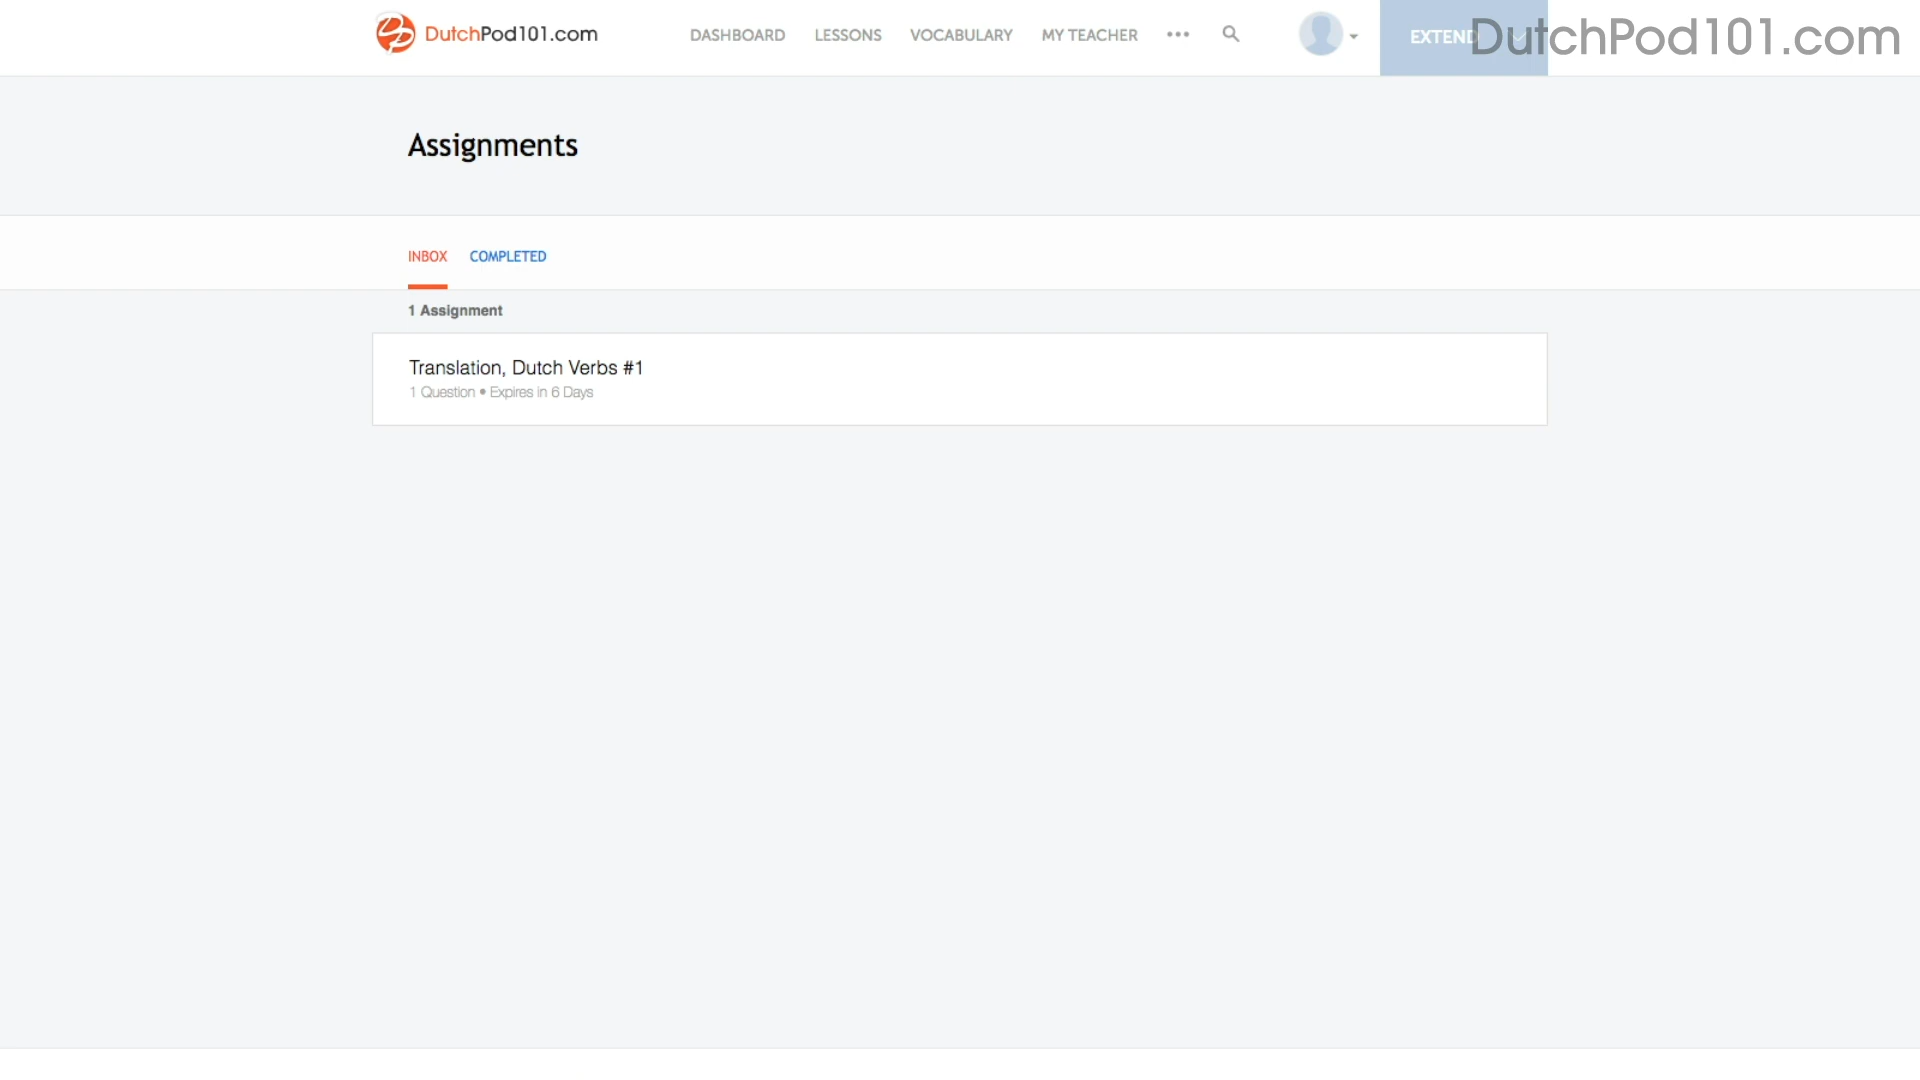 DutchPod101.com
DASHBOARD
LESSONS
VOCABULARY
MY TEACHER
EXTEND
DutchPod101.com
Assignments
INBOX
COMPLETED
1 Assignment
Translation, Dutch Verbs #1
1 Question • Expires in 6 Days